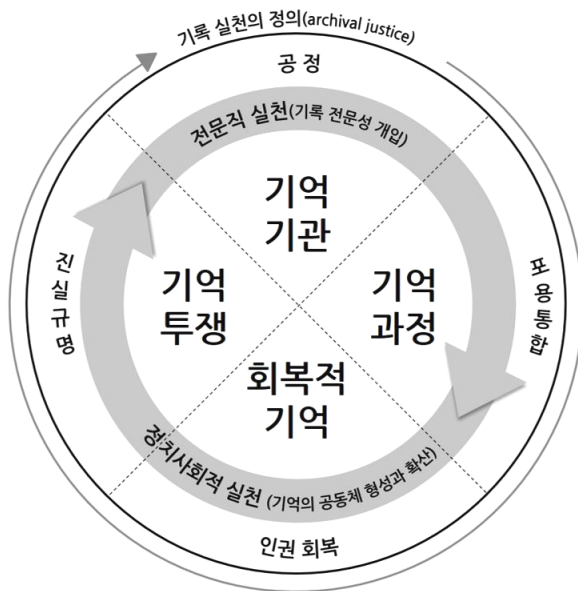 기록 실천의 정의(archival justice)
공 정
전문직 실천(기록 전문성 개입)
기억
기관
진실규명
기억
투쟁
기억
과정
포용통합
회복적
기억
정치사회적 실천 (기억의 공동체 형성과 확산)
인권 회복